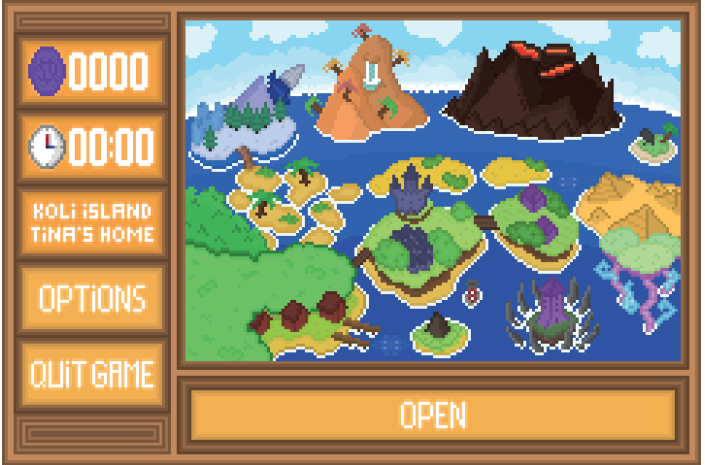 0000
00:00
KOLi iSLAND
TiNA'S HOME
OPTiONS
QUiT GAME
OPEN